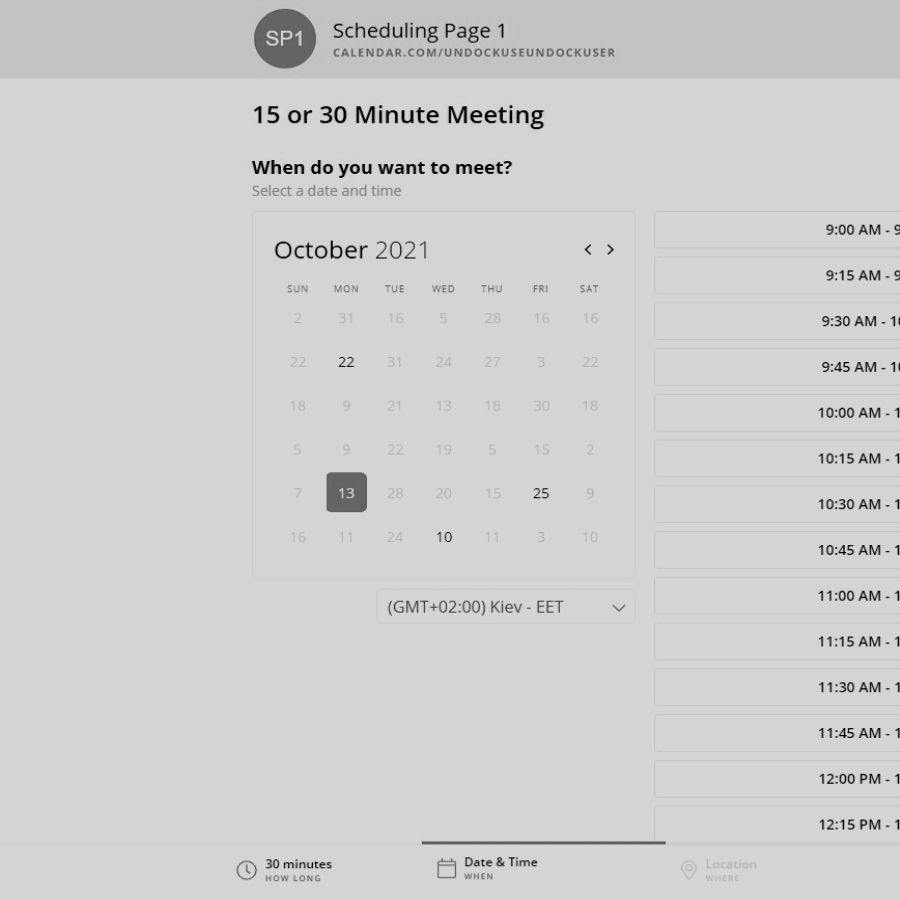 SP1
Scheduling Page 1
CALENDAR.COM/UNDOCKUSEUNDOCKUSER
15 or 30 Minute Meeting
When do you want to meet?
Select a date and time
October 2021
SUN MON TUE WED THU FRI SAT
2 31 16 5 28 16 16
22 22 31 24 27 3 22
18 9 21 13 18 30 18
5 9 22 19 5 15 2
7 13 28 20 15 25 9
16 11 24 10 11 3 10
(GMT+02:00) Kiev - EET
9:00 AM - 9
9:15 AM - 9
9:30 AM - 10
9:45 AM - 10
10:00 AM - 1
10:15 AM - 1
10:30 AM - 1
10:45 AM - 1
11:00 AM - 1
11:15 AM - 1
11:30 AM - 1
11:45 AM - 1
12:00 PM - 1
12:15 PM - 1
30 minutes
HOW LONG
Date & Time
WHEN
Location
WHERE